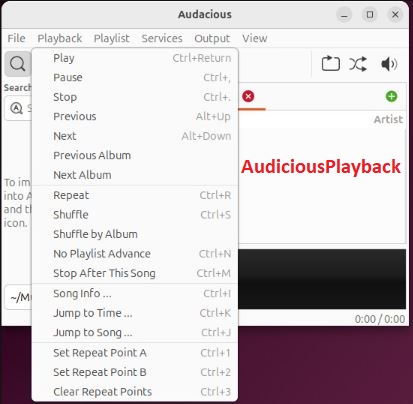 Audacious
File Playback Playlist Services Output View
Play Ctrl+Return
Pause Ctrl+,
Stop Ctrl+.
Previous Alt+Up
Next Alt+Down
Previous Album
Next Album
Repeat Ctrl+R
Shuffle Ctrl+S
Shuffle by Album
No Playlist Advance Ctrl+N
Stop After This Song Ctrl+M
Song Info ... Ctrl+I
Jump to Time ... Ctrl+K
Jump to Song ... Ctrl+J
Set Repeat Point A Ctrl+1
Set Repeat Point B Ctrl+2
Clear Repeat Points Ctrl+3
Searc
S
To im
into A
and th
icon.
~/Mu
Artist
AudiciousPlayback
0:00 / 0:00